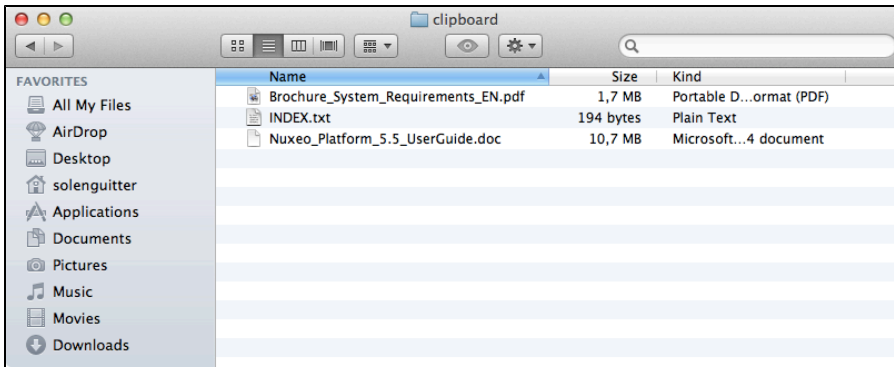 clipboard
FAVORITES
All My Files
AirDrop
Desktop
solenguitter
Applications
Documents
Pictures
Music
Movies
Downloads
Name Size Kind
Brochure_System_Requirements_EN.pdf 1,7 MB Portable D...ormat (PDF)
INDEX.txt 194 bytes Plain Text
Nuxeo_Platform_5.5_UserGuide.doc 10,7 MB Microsoft...4 document